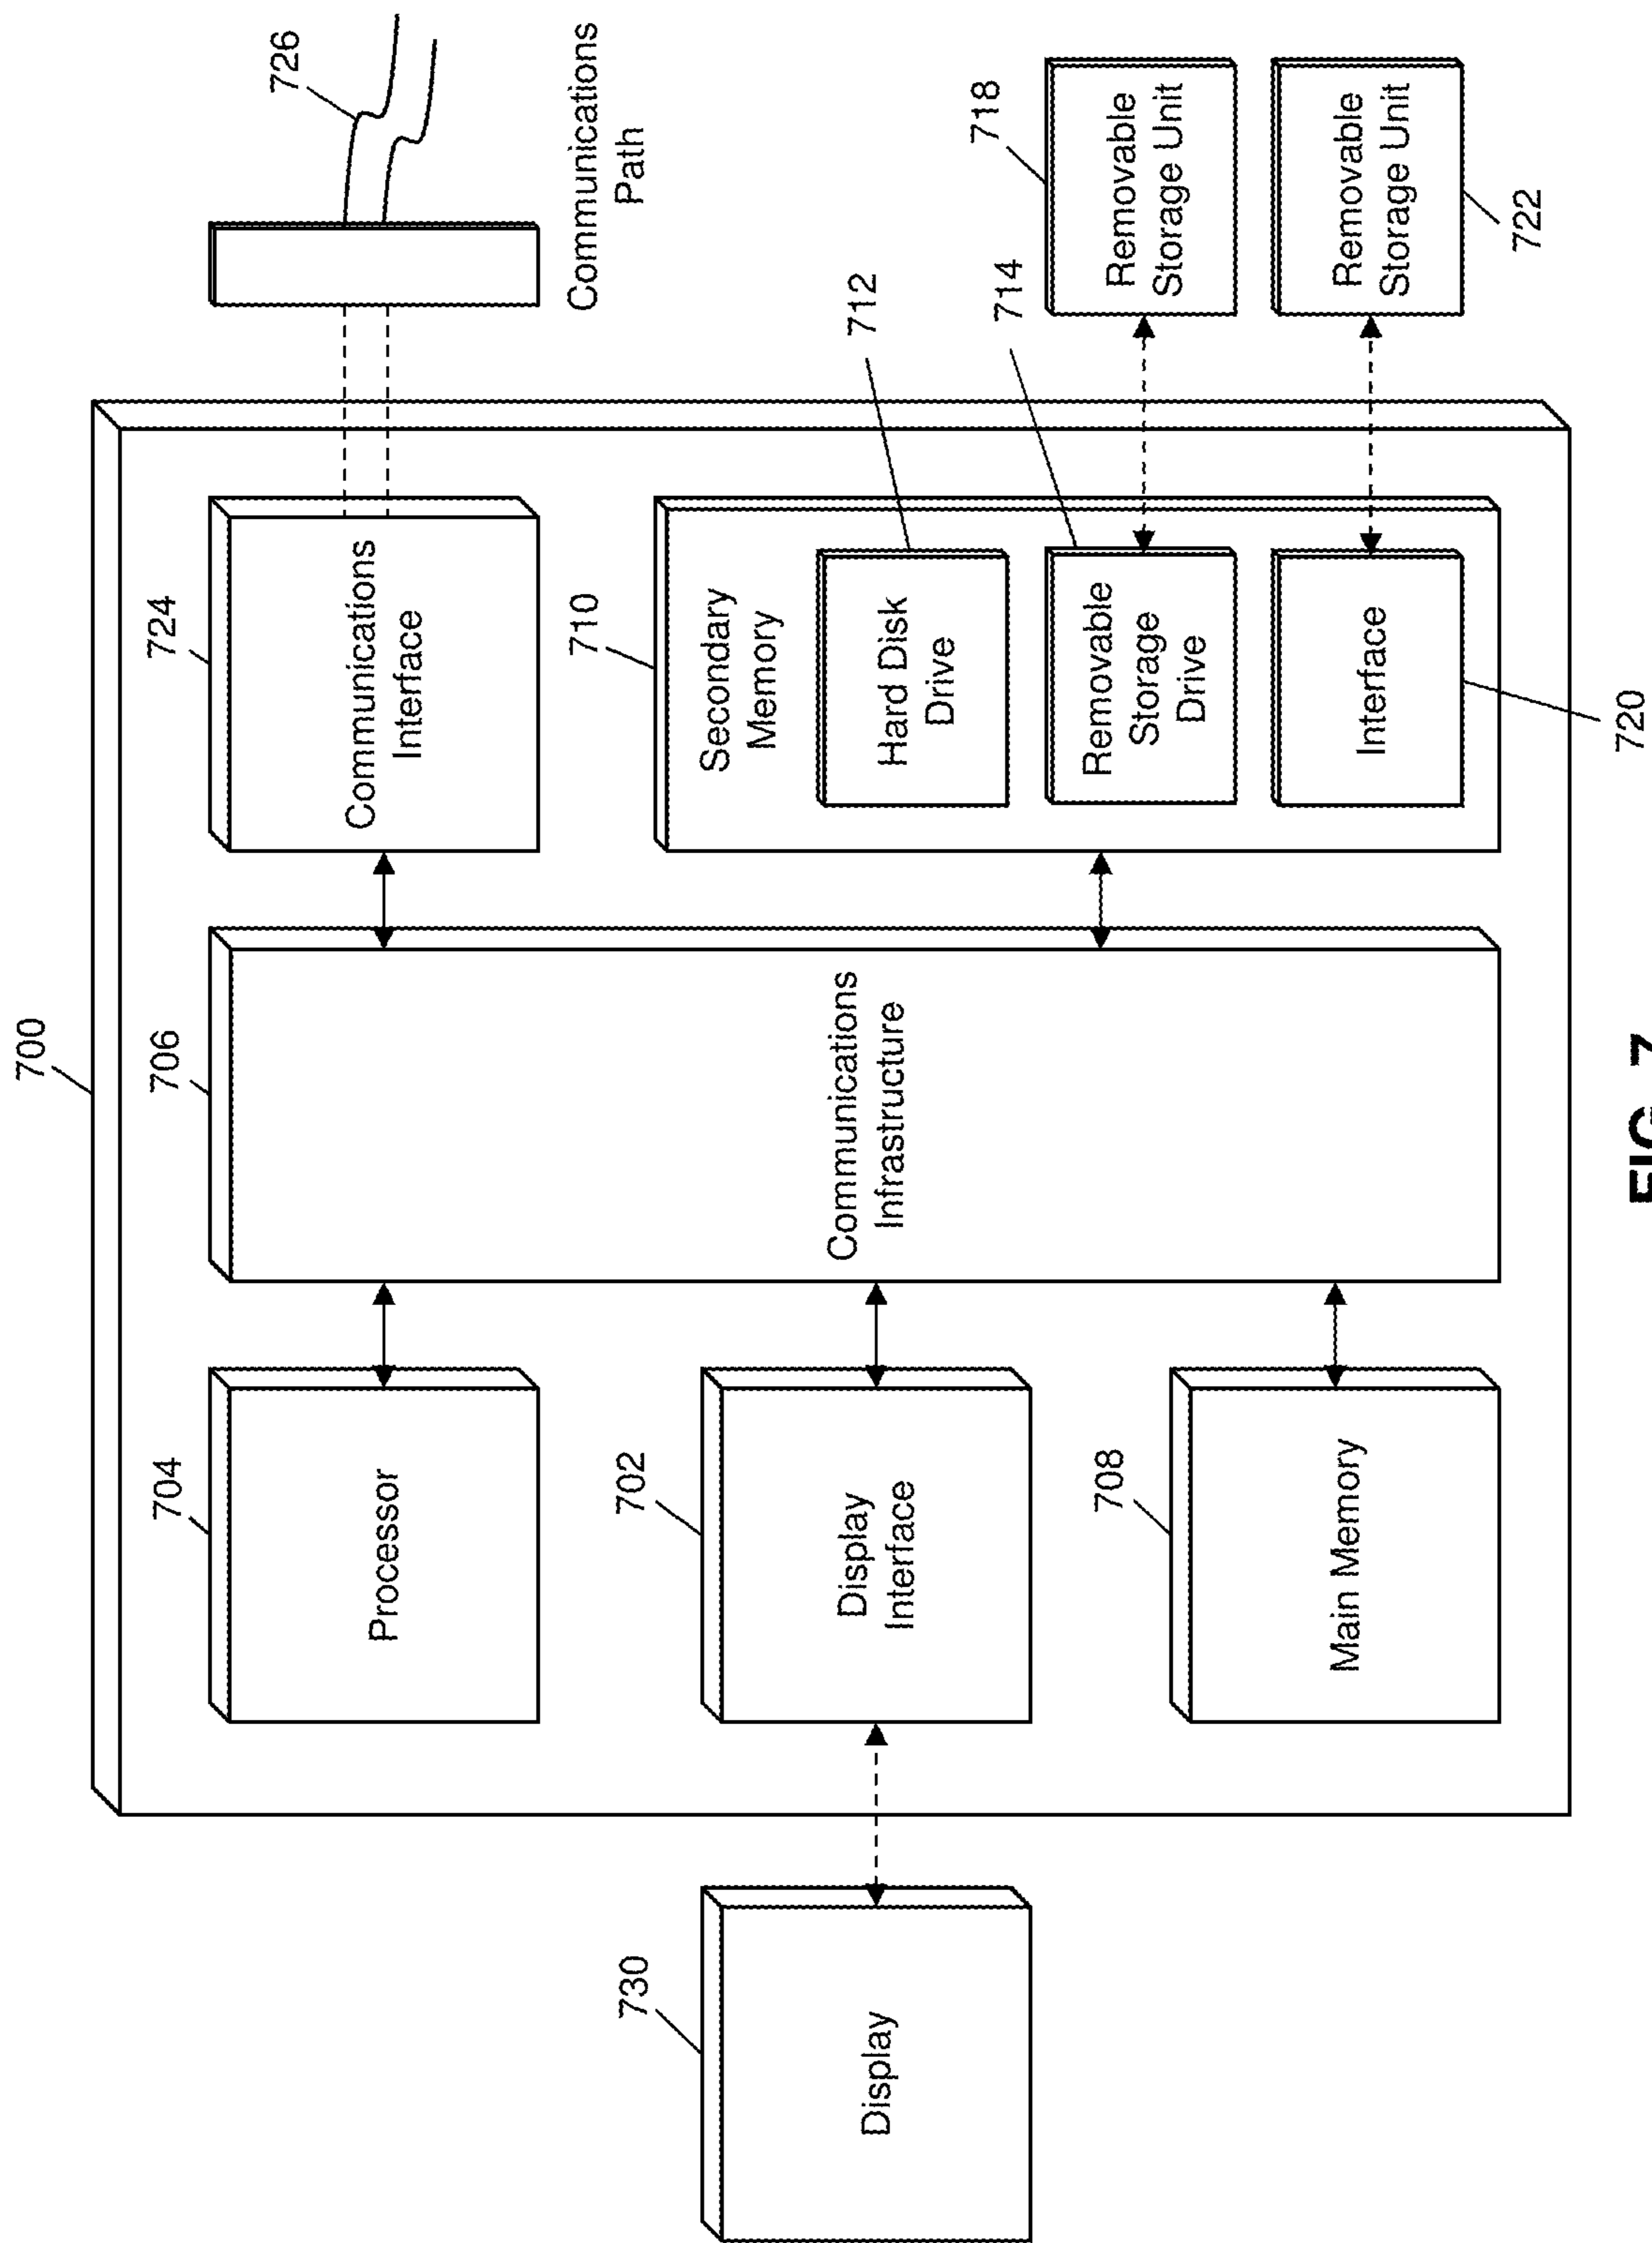 700
704
Processor
706
Communications
Infrastructure
724
Communications
Interface
726
Communications
Path
730
Display
702
Display
Interface
708
Main Memory
710
Secondary
Memory
712
Hard Disk
Drive
714
Removable
Storage
Drive
718
Removable
Storage Unit
Interface
720
Removable
Storage Unit
722
FIG. 7